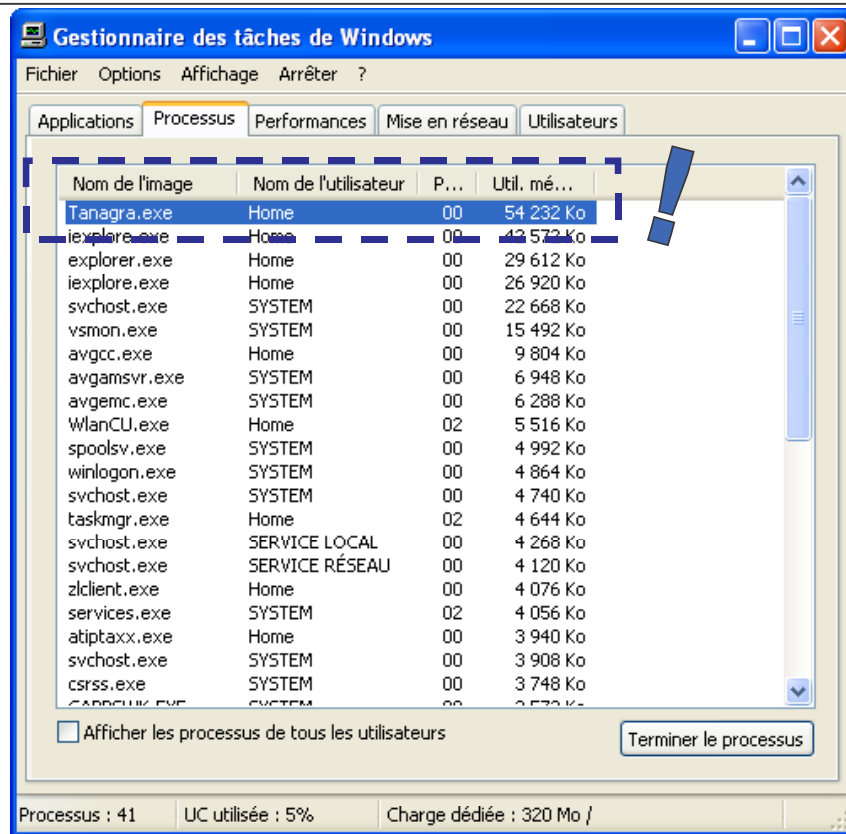 Gestionnaire des tâches de Windows
Fichier Options Affichage Arrêter ?
Applications Processus Performances Mise en réseau Utilisateurs
Nom de l'image Nom de l'utilisateur P... Util. mé...
Tanagra.exe Home 00 54 232 Ko
iexplore.exe Home 00 42 572 Ko
explorer.exe Home 00 29 612 Ko
iexplore.exe Home 00 26 920 Ko
svchost.exe SYSTEM 00 22 668 Ko
vsmon.exe SYSTEM 00 15 492 Ko
avgcc.exe Home 00 9 804 Ko
avgamsvr.exe SYSTEM 00 6 948 Ko
avgemc.exe SYSTEM 00 6 288 Ko
WlanCU.exe Home 02 5 516 Ko
spoolsv.exe SYSTEM 00 4 992 Ko
winlogon.exe SYSTEM 00 4 864 Ko
svchost.exe SYSTEM 00 4 740 Ko
taskmgr.exe Home 02 4 644 Ko
svchost.exe SERVICE LOCAL 00 4 268 Ko
svchost.exe SERVICE RÉSEAU 00 4 120 Ko
zlclient.exe Home 00 4 076 Ko
services.exe SYSTEM 02 4 056 Ko
atiptaxx.exe Home 00 3 940 Ko
svchost.exe SYSTEM 00 3 908 Ko
csrss.exe SYSTEM 00 3 748 Ko
SYSTEM 00
Afficher les processus de tous les utilisateurs
Terminer le processus
Processus : 41 UC utilisée : 5% Charge dédiée : 320 Mo /
!